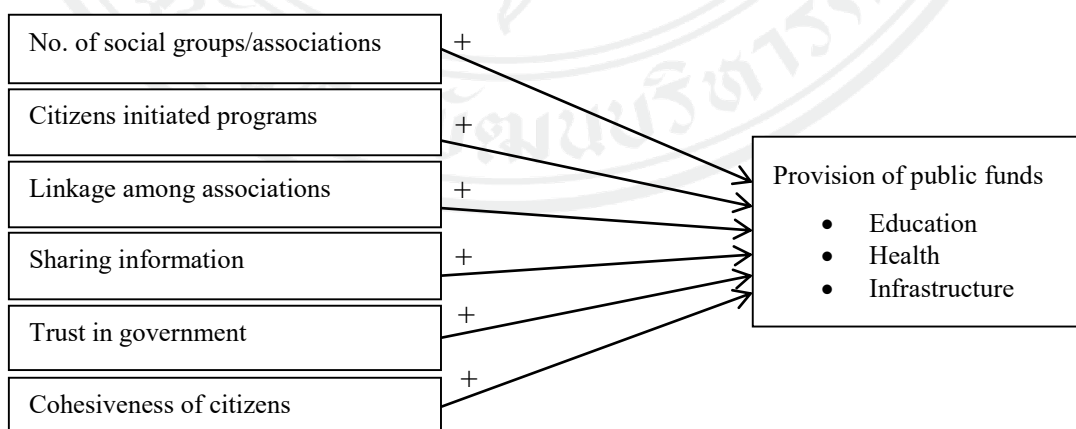 No. of social groups/associations
+
Citizens initiated programs
+
Linkage among associations
+
Sharing information
+
Trust in government
+
Cohesiveness of citizens
+
Provision of public funds
• Education
• Health
• Infrastructure